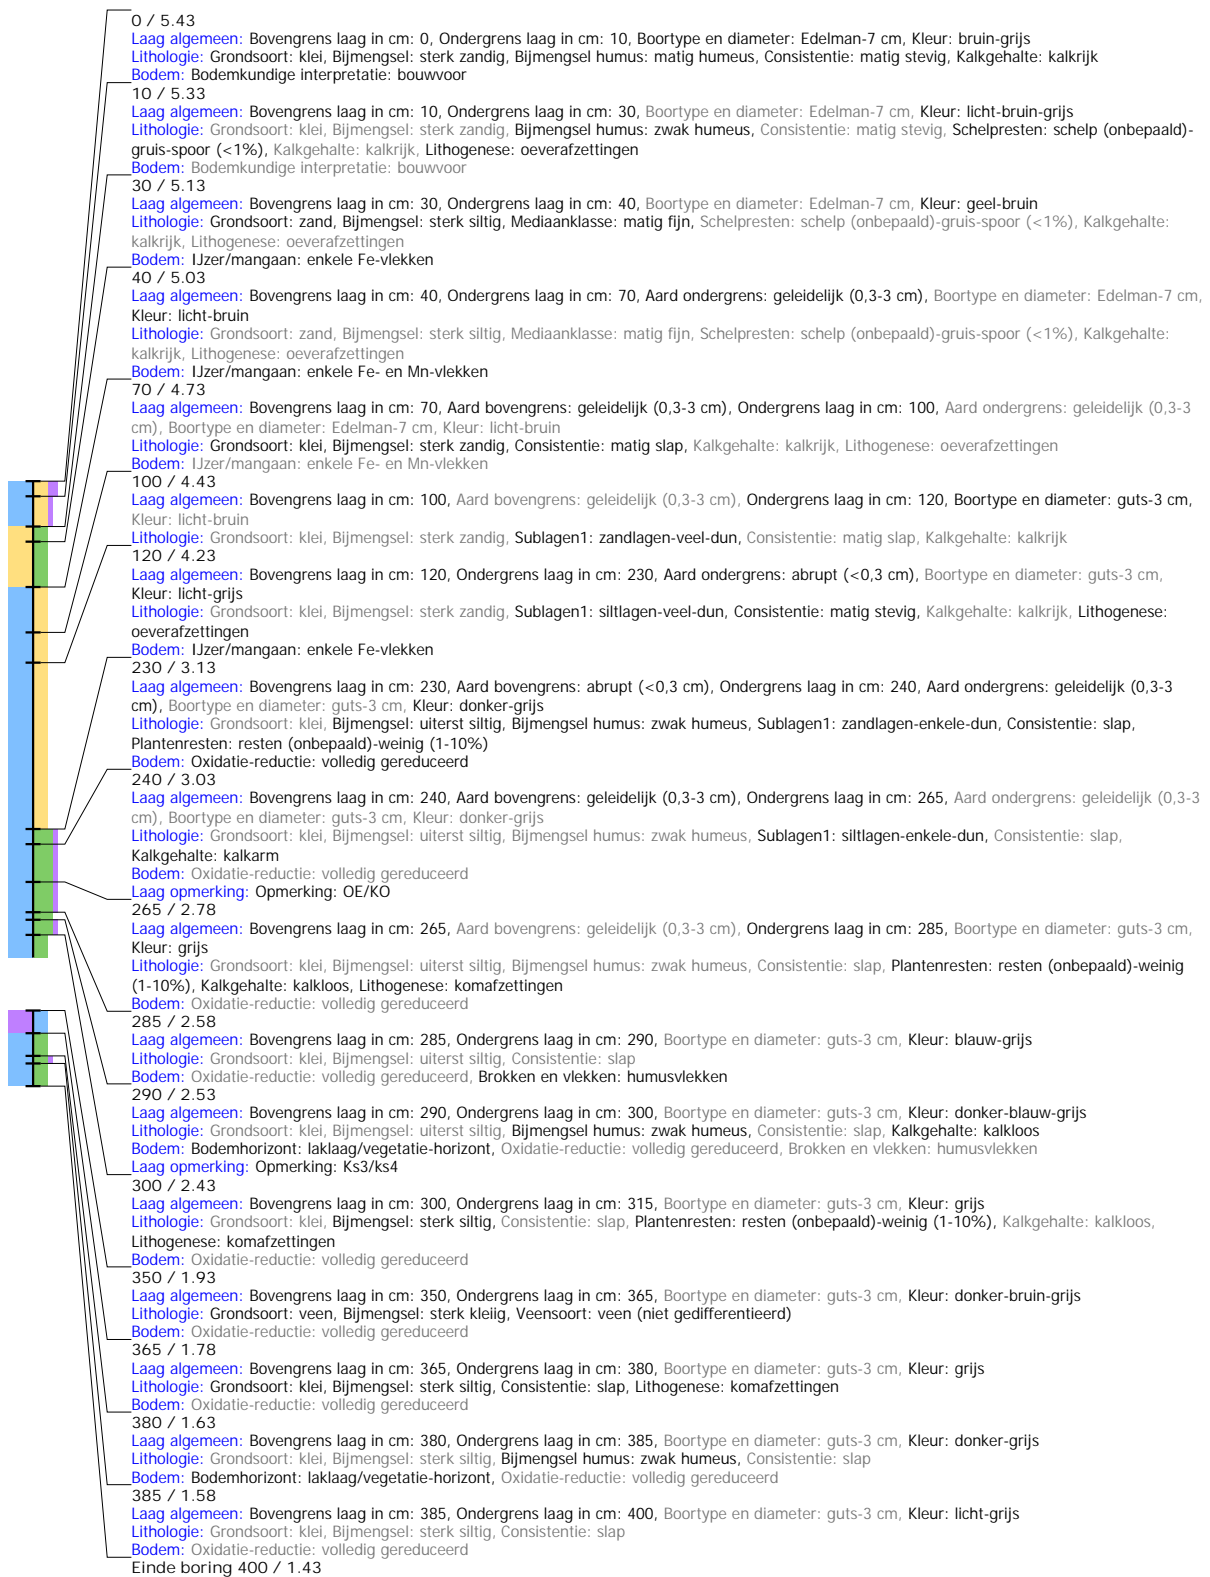 0 / 5.43
Laag algemeen: Bovengrens laag in cm: 0, Ondergrens laag in cm: 10, Boortype en diameter: Edelman-7 cm, Kleur: bruin-grijs
Lithologie: Grondsoort: klei, Bijmengsel: sterk zandig, Bijmengsel humus: matig humeus, Consistentie: matig stevig, Kalkgehalte: kalkrijk
Bodem: Bodemkundige interpretatie: bouwvoor
10 / 5.33
Laag algemeen: Bovengrens laag in cm: 10, Ondergrens laag in cm: 30, Boortype en diameter: Edelman-7 cm, Kleur: licht-bruin-grijs
Lithologie: Grondsoort: klei, Bijmengsel: sterk zandig, Bijmengsel humus: zwak humeus, Consistentie: matig stevig, Schelpresten: schelp (onbepaald)-
gruis-spoor (<1%), Kalkgehalte: kalkrijk, Lithogenese: oeverafzettingen
Bodem: Bodemkundige interpretatie: bouwvoor
30 / 5.13
Laag algemeen: Bovengrens laag in cm: 30, Ondergrens laag in cm: 40, Boortype en diameter: Edelman-7 cm, Kleur: geel-bruin
Lithologie: Grondsoort: zand, Bijmengsel: sterk siltig, Mediaanklasse: matig fijn, Schelpresten: schelp (onbepaald)-gruis-spoor (<1%), Kalkgehalte:
kalkrijk, Lithogenese: oeverafzettingen
Bodem: IJzer/mangaan: enkele Fe-vlekken
40 / 5.03
Laag algemeen: Bovengrens laag in cm: 40, Ondergrens laag in cm: 70, Aard ondergrens: geleidelijk (0,3-3 cm), Boortype en diameter: Edelman-7 cm,
Kleur: licht-bruin
Lithologie: Grondsoort: zand, Bijmengsel: sterk siltig, Mediaanklasse: matig fijn, Schelpresten: schelp (onbepaald)-gruis-spoor (<1%), Kalkgehalte:
kalkrijk, Lithogenese: oeverafzettingen
Bodem: IJzer/mangaan: enkele Fe- en Mn-vlekken
70 / 4.73
Laag algemeen: Bovengrens laag in cm: 70, Aard bovengrens: geleidelijk (0,3-3 cm), Ondergrens laag in cm: 100, Aard ondergrens: geleidelijk (0,3-3
cm), Boortype en diameter: Edelman-7 cm, Kleur: licht-bruin
Lithologie: Grondsoort: klei, Bijmengsel: sterk zandig, Consistentie: matig slap, Kalkgehalte: kalkrijk, Lithogenese: oeverafzettingen
Bodem: IJzer/mangaan: enkele Fe- en Mn-vlekken
100 / 4.43
Laag algemeen: Bovengrens laag in cm: 100, Aard bovengrens: geleidelijk (0,3-3 cm), Ondergrens laag in cm: 120, Boortype en diameter: guts-3 cm,
Kleur: licht-bruin
Lithologie: Grondsoort: klei, Bijmengsel: sterk zandig, Sublagen1: zandlagen-veel-dun, Consistentie: matig slap, Kalkgehalte: kalkrijk
120 / 4.23
Laag algemeen: Bovengrens laag in cm: 120, Ondergrens laag in cm: 230, Aard ondergrens: abrupt (<0,3 cm), Boortype en diameter: guts-3 cm,
Kleur: licht-grijs
Lithologie: Grondsoort: klei, Bijmengsel: sterk zandig, Sublagen1: siltlagen-veel-dun, Consistentie: matig stevig, Kalkgehalte: kalkrijk, Lithogenese:
oeverafzettingen
Bodem: IJzer/mangaan: enkele Fe-vlekken
230 / 3.13
Laag algemeen: Bovengrens laag in cm: 230, Aard bovengrens: abrupt (<0,3 cm), Ondergrens laag in cm: 240, Aard ondergrens: geleidelijk (0,3-3
cm), Boortype en diameter: guts-3 cm, Kleur: donker-grijs
Lithologie: Grondsoort: klei, Bijmengsel: uiterst siltig, Bijmengsel humus: zwak humeus, Sublagen1: zandlagen-enkele-dun, Consistentie: slap,
Plantenresten: resten (onbepaald)-weinig (1-10%)
Bodem: Oxidatie-reductie: volledig gereduceerd
240 / 3.03
Laag algemeen: Bovengrens laag in cm: 240, Aard bovengrens: geleidelijk (0,3-3 cm), Ondergrens laag in cm: 265, Aard ondergrens: geleidelijk (0,3-3
cm), Boortype en diameter: guts-3 cm, Kleur: donker-grijs
Lithologie: Grondsoort: klei, Bijmengsel: uiterst siltig, Bijmengsel humus: zwak humeus, Sublagen1: siltlagen-enkele-dun, Consistentie: slap,
Kalkgehalte: kalkarm
Bodem: Oxidatie-reductie: volledig gereduceerd
Laag opmerking: Opmerking: OE/KO
265 / 2.78
Laag algemeen: Bovengrens laag in cm: 265, Aard bovengrens: geleidelijk (0,3-3 cm), Ondergrens laag in cm: 285, Boortype en diameter: guts-3 cm,
Kleur: grijs
Lithologie: Grondsoort: klei, Bijmengsel: uiterst siltig, Bijmengsel humus: zwak humeus, Consistentie: slap, Plantenresten: resten (onbepaald)-weinig
(1-10%), Kalkgehalte: kalkloos, Lithogenese: komafzettingen
Bodem: Oxidatie-reductie: volledig gereduceerd
285 / 2.58
Laag algemeen: Bovengrens laag in cm: 285, Ondergrens laag in cm: 290, Boortype en diameter: guts-3 cm, Kleur: blauw-grijs
Lithologie: Grondsoort: klei, Bijmengsel: uiterst siltig, Consistentie: slap
Bodem: Oxidatie-reductie: volledig gereduceerd, Brokken en vlekken: humusvlekken
290 / 2.53
Laag algemeen: Bovengrens laag in cm: 290, Ondergrens laag in cm: 300, Boortype en diameter: guts-3 cm, Kleur: donker-blauw-grijs
Lithologie: Grondsoort: klei, Bijmengsel: uiterst siltig, Bijmengsel humus: zwak humeus, Consistentie: slap, Kalkgehalte: kalkloos
Bodem: Bodemhorizont: laklaag/vegetatie-horizont, Oxidatie-reductie: volledig gereduceerd, Brokken en vlekken: humusvlekken
Laag opmerking: Opmerking: Ks3/ks4
300 / 2.43
Laag algemeen: Bovengrens laag in cm: 300, Ondergrens laag in cm: 315, Boortype en diameter: guts-3 cm, Kleur: grijs
Lithologie: Grondsoort: klei, Bijmengsel: sterk siltig, Consistentie: slap, Plantenresten: resten (onbepaald)-weinig (1-10%), Kalkgehalte: kalkloos,
Lithogenese: komafzettingen
Bodem: Oxidatie-reductie: volledig gereduceerd
350 / 1.93
Laag algemeen: Bovengrens laag in cm: 350, Ondergrens laag in cm: 365, Boortype en diameter: guts-3 cm, Kleur: donker-bruin-grijs
Lithologie: Grondsoort: veen, Bijmengsel: sterk kleiig, Veensoort: veen (niet gedifferentieerd)
Bodem: Oxidatie-reductie: volledig gereduceerd
365 / 1.78
Laag algemeen: Bovengrens laag in cm: 365, Ondergrens laag in cm: 380, Boortype en diameter: guts-3 cm, Kleur: grijs
Lithologie: Grondsoort: klei, Bijmengsel: sterk siltig, Consistentie: slap, Lithogenese: komafzettingen
Bodem: Oxidatie-reductie: volledig gereduceerd
380 / 1.63
Laag algemeen: Bovengrens laag in cm: 380, Ondergrens laag in cm: 385, Boortype en diameter: guts-3 cm, Kleur: donker-grijs
Lithologie: Grondsoort: klei, Bijmengsel: sterk siltig, Bijmengsel humus: zwak humeus, Consistentie: slap
Bodem: Bodemhorizont: laklaag/vegetatie-horizont, Oxidatie-reductie: volledig gereduceerd
385 / 1.58
Laag algemeen: Bovengrens laag in cm: 385, Ondergrens laag in cm: 400, Boortype en diameter: guts-3 cm, Kleur: licht-grijs
Lithologie: Grondsoort: klei, Bijmengsel: sterk siltig, Consistentie: slap
Bodem: Oxidatie-reductie: volledig gereduceerd
Einde boring 400 / 1.43